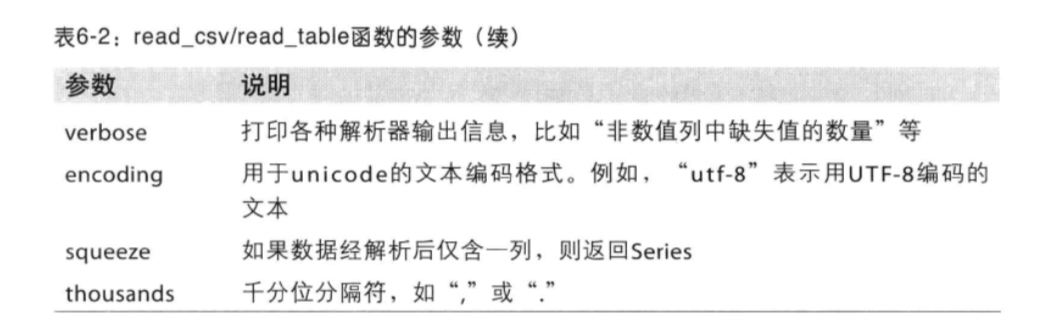 表6-2：read_csv/read_table函数的参数（续）
参数 说明
verbose 打印各种解析器输出信息，比如“非数值列中缺失值的数量”等
encoding 用于unicode的文本编码格式。例如，“utf-8”表示用UTF-8编码的
文本
squeeze 如果数据经解析后仅含一列，则返回Series
thousands 千分位分隔符，如“,”或“.”